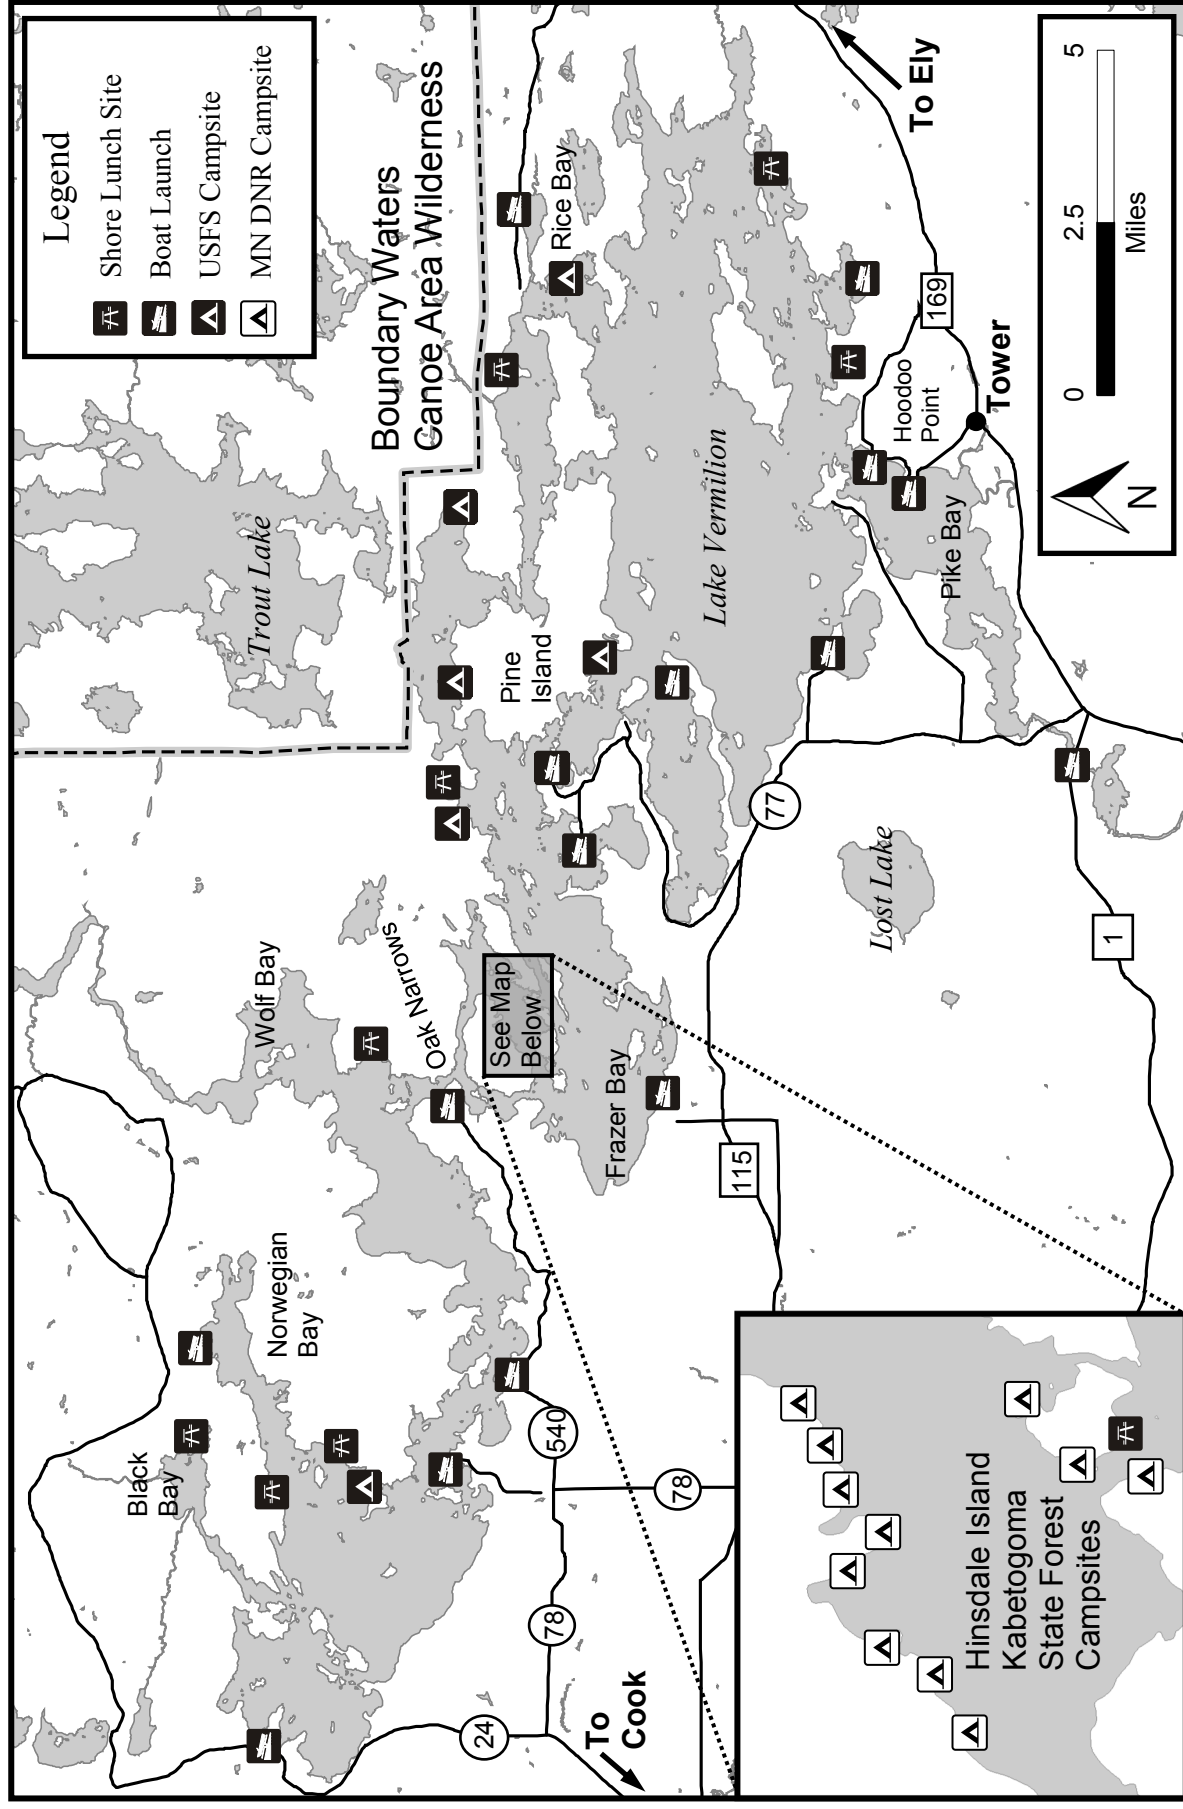 Legend
Shore Lunch Site
Boat Launch
USFS Campsite
MN DNR Campsite
Boundary Waters
Canoe Area Wilderness
Trout Lake
Wolf Bay
Oak Narrows
Norwegian
Bay
Black
Bay
Rice Bay
Pine
Island
See Map
Below
Frazer Bay
Lake Vermilion
Hoodoo
Point
Pike Bay
Tower
To Ely
169
77
Lost Lake
1
115
540
78
78
24
To
Cook
Hinsdale Island
Kabetogoma
State Forest
Campsites
N
0 2.5 5
Miles